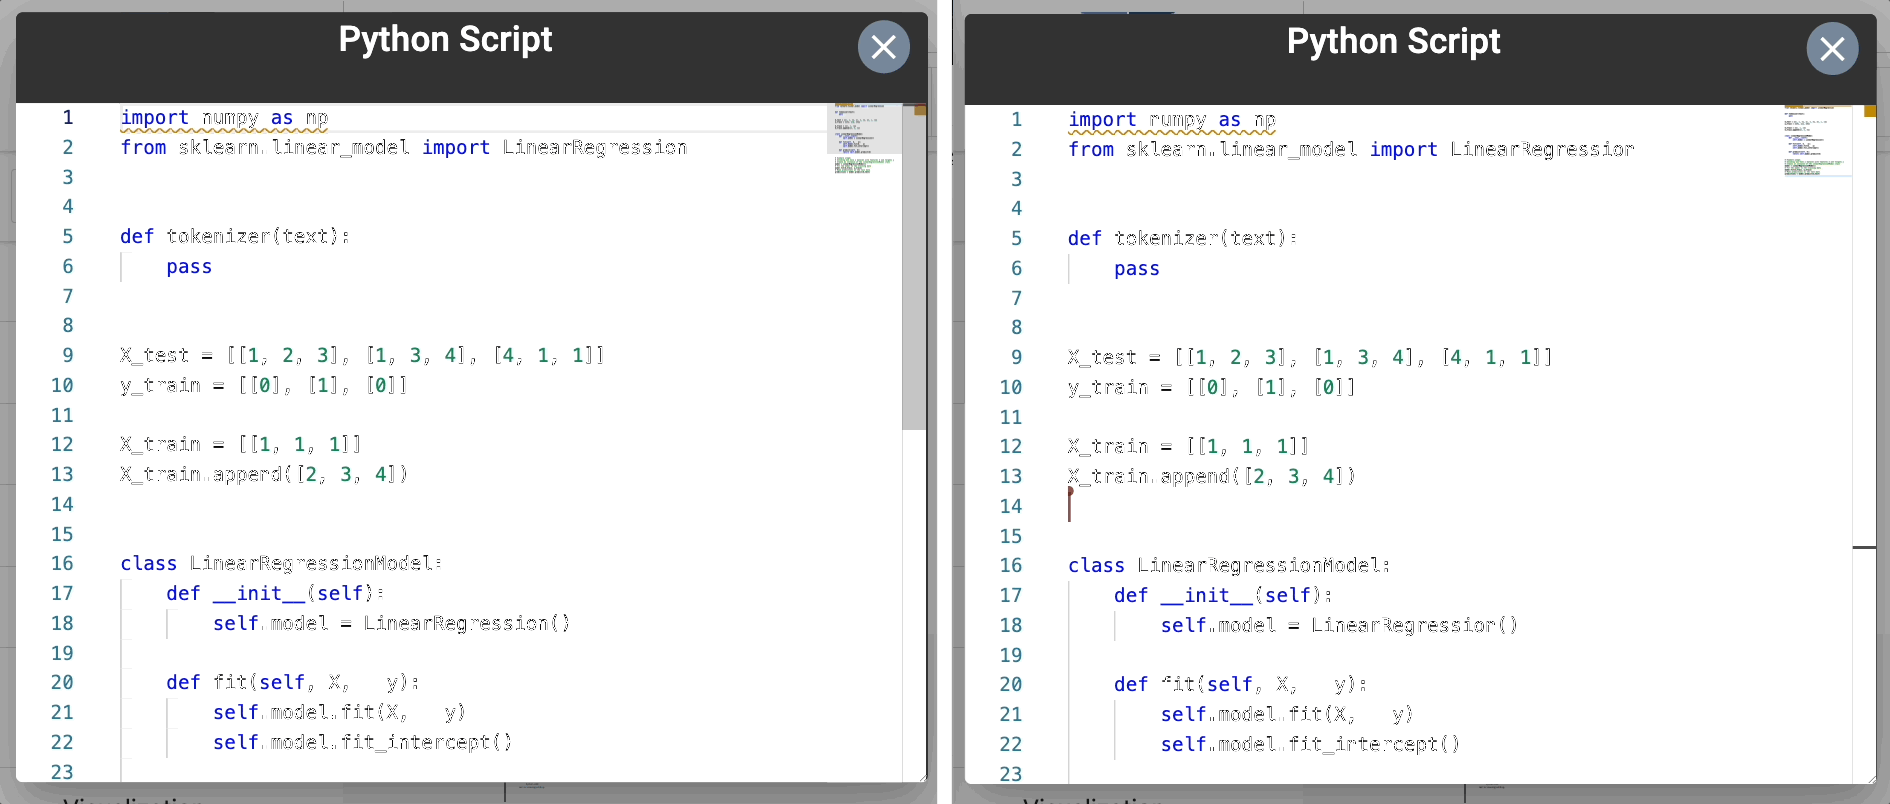 Python Script
1 import numpy as np
2 from sklearn.linear_model import LinearRegression
3
4
5 def tokenizer(text):
6 pass
7
8
9 X_test = [[1, 2, 3], [1, 3, 4], [4, 1, 1]]
10 y_train = [[0], [1], [0]]
11
12 X_train = [[1, 1, 1]]
13 X_train.append([2, 3, 4])
14
15
16 class LinearRegressionModel:
17 def __init__(self):
18 self.model = LinearRegression()
19
20 def fit(self, X, y):
21 self.model.fit(X, y)
22 self.model.fit_intercept()
23
Python Script
1 import numpy as np
2 from sklearn.linear_model import LinearRegression
3
4
5 def tokenizer(text):
6 pass
7
8
9 X_test = [[1, 2, 3], [1, 3, 4], [4, 1, 1]]
10 y_train = [[0], [1], [0]]
11
12 X_train = [[1, 1, 1]]
13 X_train.append([2, 3, 4])
14
15
16 class LinearRegressionModel:
17 def __init__(self):
18 self.model = LinearRegression()
19
20 def fit(self, X, y):
21 self.model.fit(X, y)
22 self.model.fit_intercept()
23